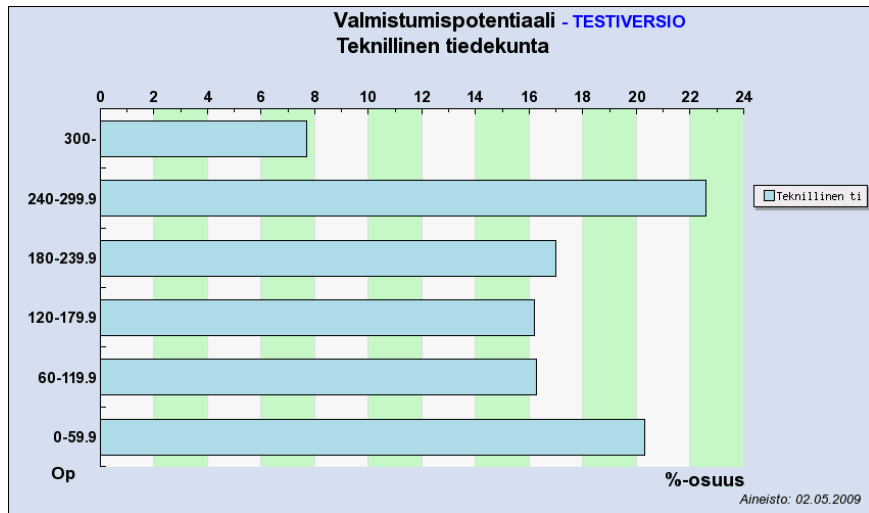 Valmistumispotentiaali - TESTIVERSIO
Teknillinen tiedekunta
0 2 4 6 8 10 12 14 16 18 20 22 24
300-
240-299.9
Teknillinen ti
180-239.9
120-179.9
60-119.9
0-59.9
Op
%-osuus
Aineisto: 02.05.2009